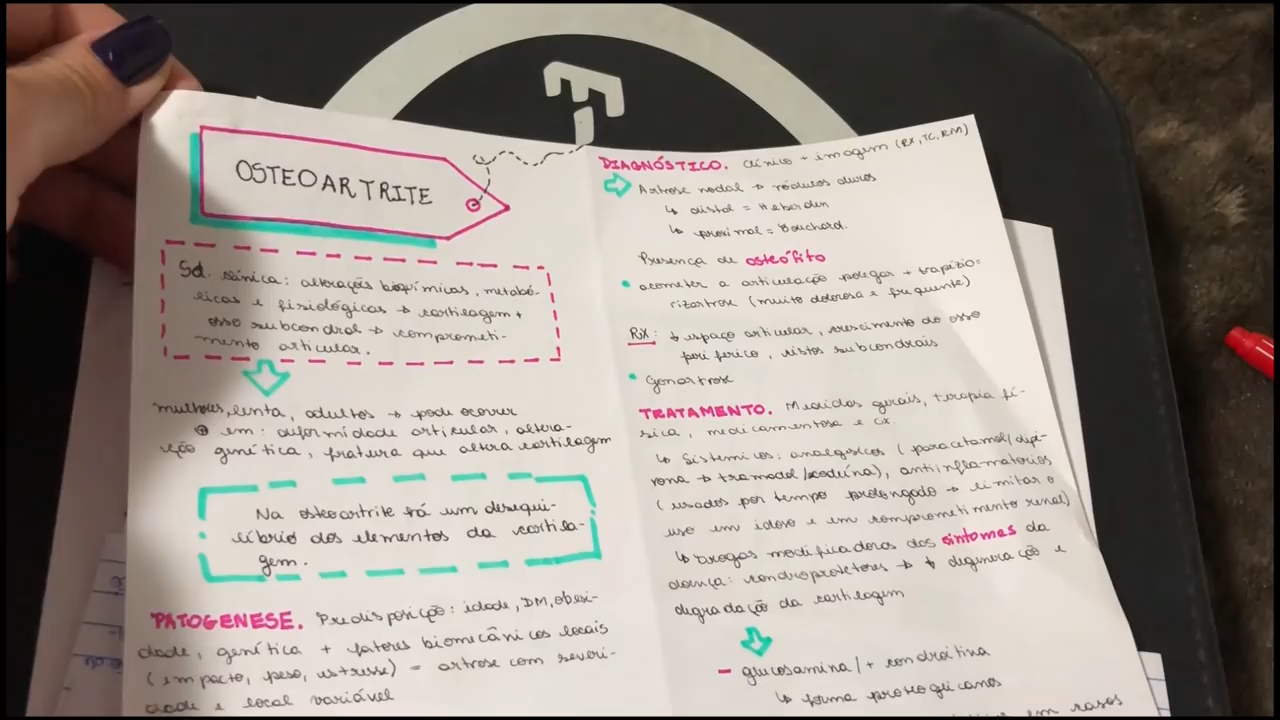 OSTEOARTRITE
Sd. clínica: alterações bioquímicas, metabó-
licas e fisiológicas → cartilagem +
osso subcondral → comprometi-
mento articular.
mulheres, lenta, adultos → pode ocorrer
em: deformidade articular, altera-
ção genética, fratura que altera cartilagem
Na osteoartrite há um desequi-
líbrio dos elementos da cartila-
gem.
PATOGENESE. Predisposição: idade, DM, obesi-
dade, genética + fatores biomecânicos locais
(impacto, peso, estresse) = artrose com severi-
dade e local variável
DIAGNÓSTICO. Clínico + imagem (RX, TC, RM)
Artrose nodal → nódulos duros
↳ distal = Heberden
↳ proximal = Bouchard.
Presença de osteófito
• acometer a articulação polegar + trapézio =
rizartrose (muito dolorosa e frequente)
RX: ↓ espaço articular, crescimento do osso
periférico, cistos subcondrais
• Gonartrose
TRATAMENTO. Medidas gerais, terapia fí-
sica, medicamentosa e cx.
↳ Sistêmicos: analgésicos (paracetamol/dipi-
rona → tramadol/codeína), antiinflamatórios
(usados por tempo prolongado → limitar o
uso em idoso e em comprometimento renal)
↳ Drogas modificadoras dos sintomas da
doença: condroprotetores → ↓ degeneração e
degradação da cartilagem
– glucosamina/+ condroitina
↳ forma proteoglicanos
em casos